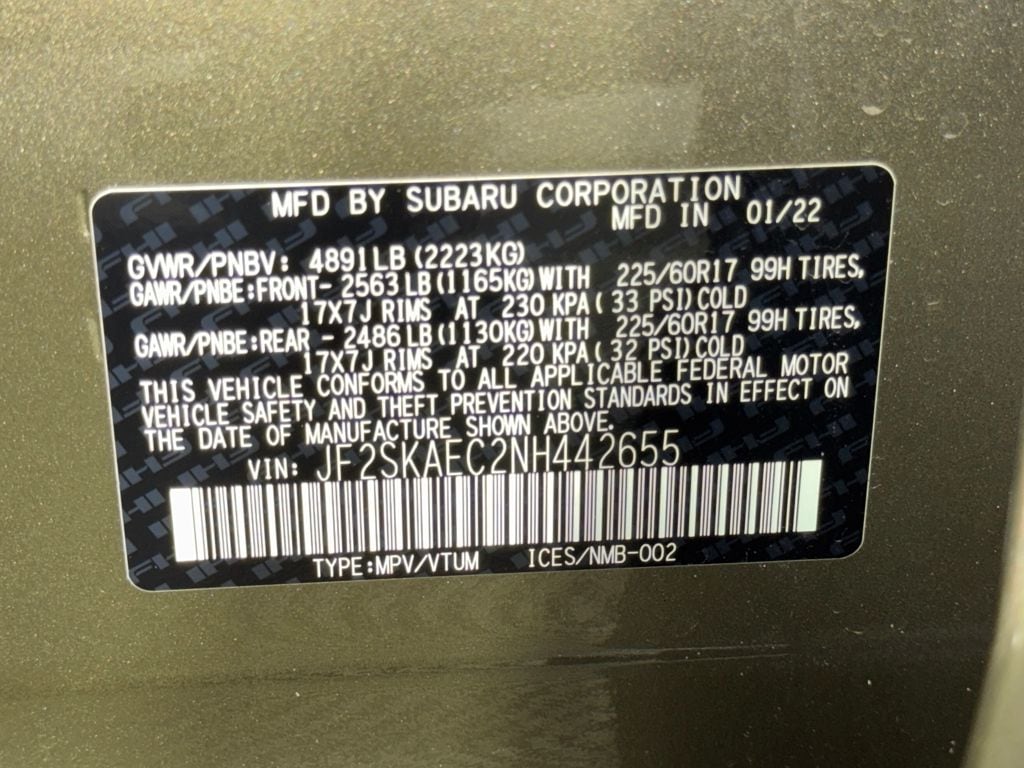 MFD BY SUBARU CORPORATION
MFD IN 01/22
GVWR/PNBV: 4891LB (2223KG)
GAWR/PNBE:FRONT- 2563LB(1165KG)WITH 225/60R17 99H TIRES,
17X7J RIMS AT 230 KPA( 33 PSI)COLD
GAWR/PNBE:REAR - 2486LB(1130KG)WITH 225/60R17 99H TIRES,
17X7J RIMS AT 220 KPA( 32 PSI)COLD
THIS VEHICLE CONFORMS TO ALL APPLICABLE FEDERAL MOTOR
VEHICLE SAFETY AND THEFT PREVENTION STANDARDS IN EFFECT ON
THE DATE OF MANUFACTURE SHOWN ABOVE.
VIN: JF2SKAEC2NH442655
TYPE:MPV/VTUM ICES/NMB-002